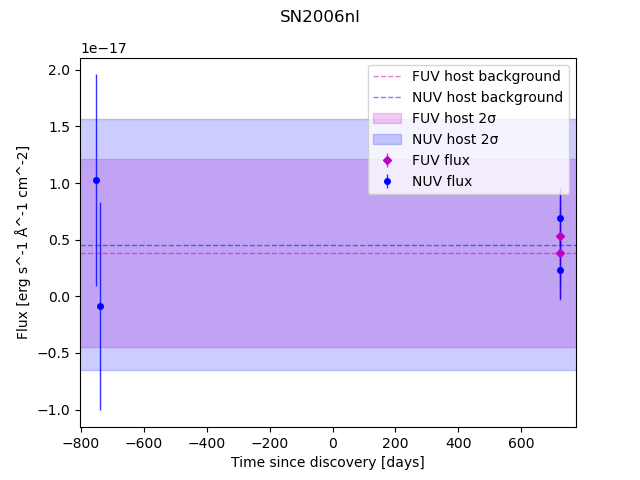 SN2006nl
1e−17
2.0
1.5
1.0
0.5
0.0
−0.5
−1.0
Flux [erg s^-1 Å^-1 cm^-2]
FUV host background
NUV host background
FUV host 2σ
NUV host 2σ
FUV flux
NUV flux
−800 −600 −400 −200 0 200 400 600
Time since discovery [days]